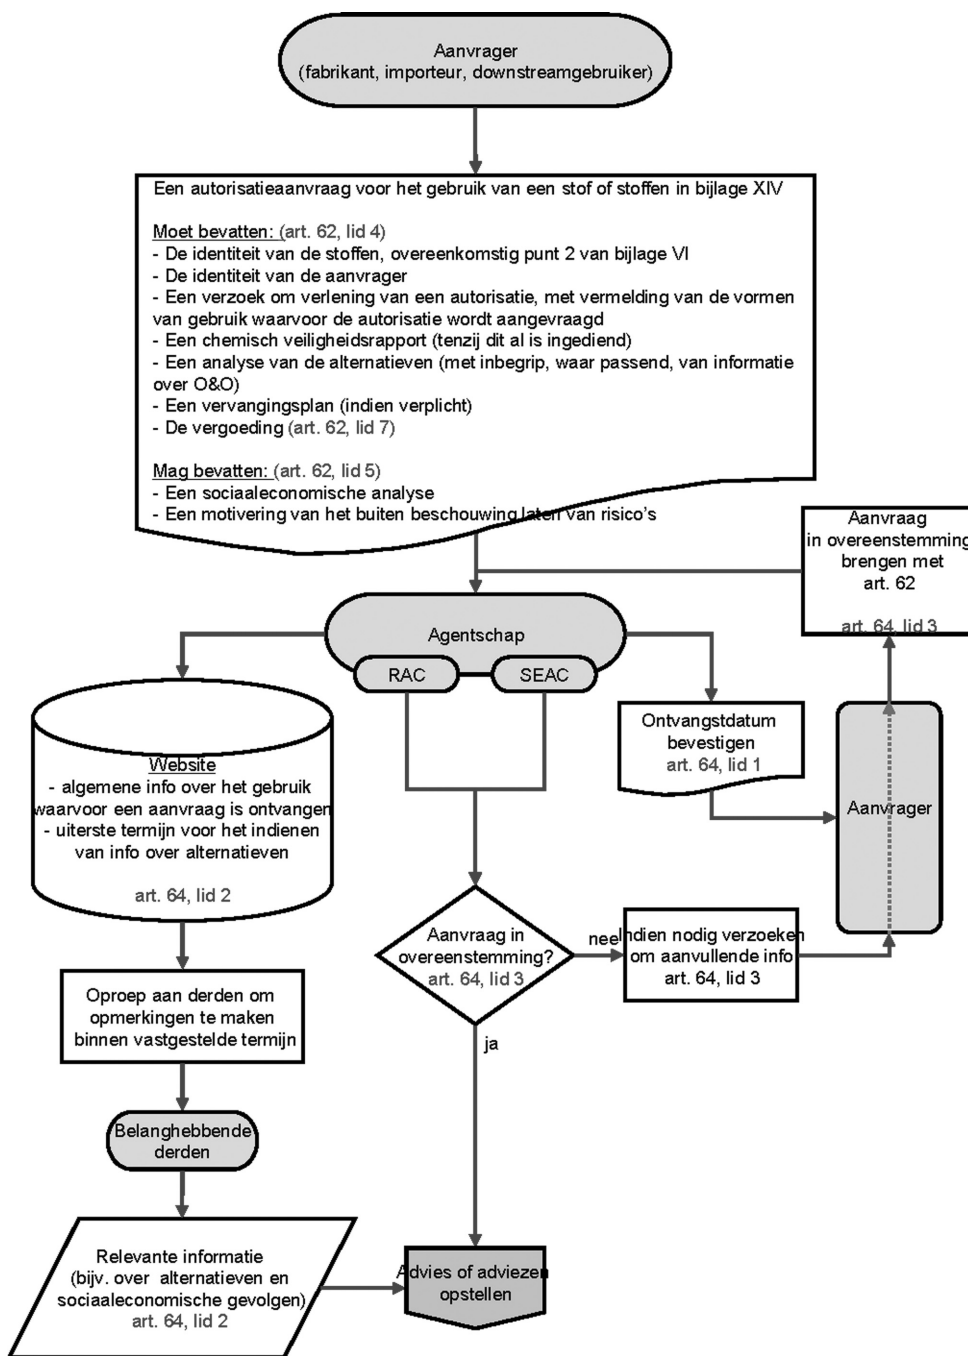 Aanvrager
(fabrikant, importeur, downstreamgebruiker)
Een autorisatieaanvraag voor het gebruik van een stof of stoffen in bijlage XIV
Moet bevatten: (art. 62, lid 4)
- De identiteit van de stoffen, overeenkomstig punt 2 van bijlage VI
- De identiteit van de aanvrager
- Een verzoek om verlening van een autorisatie, met vermelding van de vormen
van gebruik waarvoor de autorisatie wordt aangevraagd
- Een chemisch veiligheidsrapport (tenzij dit al is ingediend)
- Een analyse van de alternatieven (met inbegrip, waar passend, van informatie
over O&O)
- Een vervangingsplan (indien verplicht)
- De vergoeding (art. 62, lid 7)
Mag bevatten: (art. 62, lid 5)
- Een sociaaleconomische analyse
- Een motivering van het buiten beschouwing laten van risico's
Aanvraag
in overeenstemming
brengen met
art. 62
art. 64, lid 3
Agentschap
RAC
SEAC
Ontvangstdatum
bevestigen
art. 64, lid 1
Aanvrager
Website
- algemene info over het gebruik
waarvoor een aanvraag is ontvangen
- uiterste termijn voor het indienen
van info over alternatieven
art. 64, lid 2
Aanvraag in
overeenstemming?
art. 64, lid 3
nee
Indien nodig verzoeken
om aanvullende info
art. 64, lid 3
ja
Oproep aan derden om
opmerkingen te maken
binnen vastgestelde termijn
Belanghebbende
derden
Relevante informatie
(bijv. over alternatieven en
sociaaleconomische gevolgen)
art. 64, lid 2
Advies of adviezen
opstellen